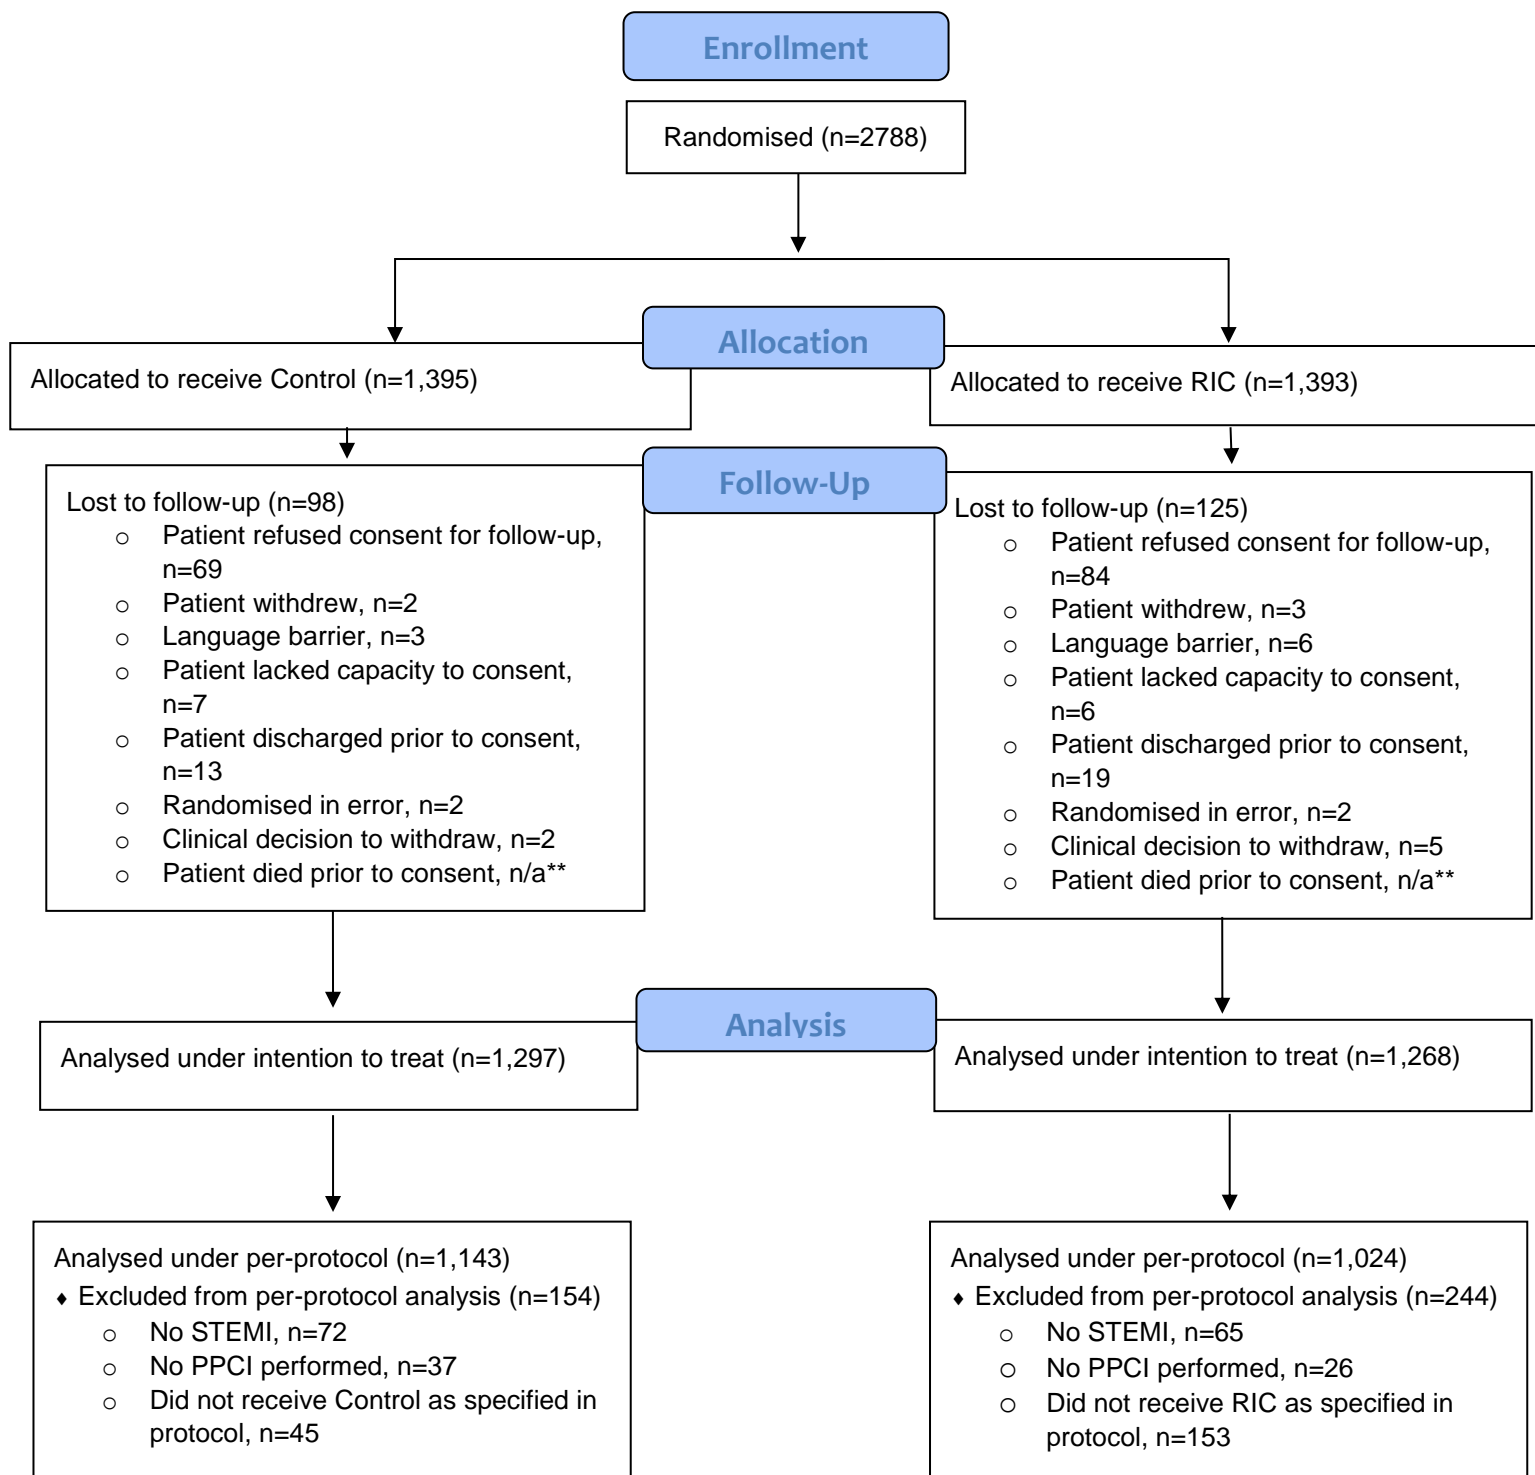 Enrollment
Randomised (n=2788)
Allocation
Allocated to receive Control (n=1,395)
Allocated to receive RIC (n=1,393)
Follow-Up
Lost to follow-up (n=98)
o Patient refused consent for follow-up,
n=69
o Patient withdrew, n=2
o Language barrier, n=3
o Patient lacked capacity to consent,
n=7
o Patient discharged prior to consent,
n=13
o Randomised in error, n=2
o Clinical decision to withdraw, n=2
o Patient died prior to consent, n/a**
Lost to follow-up (n=125)
o Patient refused consent for follow-up,
n=84
o Patient withdrew, n=3
o Language barrier, n=6
o Patient lacked capacity to consent,
n=6
o Patient discharged prior to consent,
n=19
o Randomised in error, n=2
o Clinical decision to withdraw, n=5
o Patient died prior to consent, n/a**
Analysis
Analysed under intention to treat (n=1,297)
Analysed under intention to treat (n=1,268)
Analysed under per-protocol (n=1,143)
♦ Excluded from per-protocol analysis (n=154)
o No STEMI, n=72
o No PPCI performed, n=37
o Did not receive Control as specified in
protocol, n=45
Analysed under per-protocol (n=1,024)
♦ Excluded from per-protocol analysis (n=244)
o No STEMI, n=65
o No PPCI performed, n=26
o Did not receive RIC as specified in
protocol, n=153